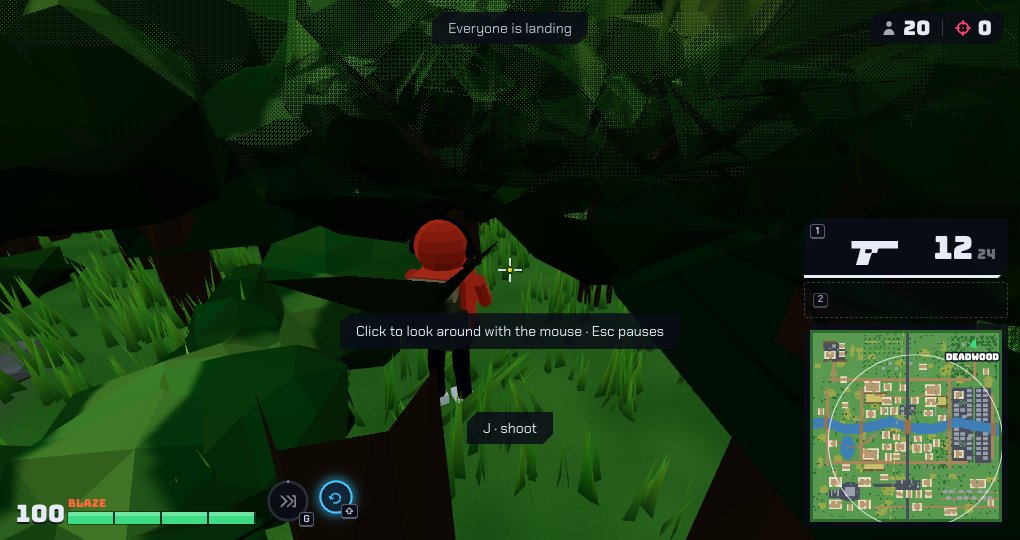 Everyone is landing
20
0
1
12 24
2
Click to look around with the mouse · Esc pauses
DEADWOOD
J · shoot
BLAZE
100
G